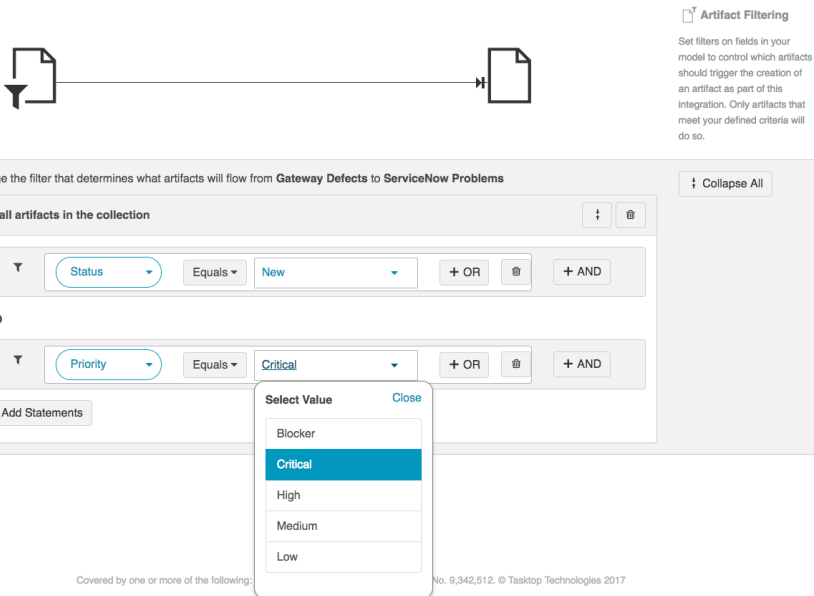 Artifact Filtering
Set filters on fields in your
model to control which artifacts
should trigger the creation of
an artifact as part of this
integration. Only artifacts that
meet your defined criteria will
do so.
the filter that determines what artifacts will flow from Gateway Defects to ServiceNow Problems
Collapse All
all artifacts in the collection
Status Equals New + OR + AND
Priority Equals Critical + OR + AND
Add Statements
Select Value Close
Blocker
Critical
High
Medium
Low
Covered by one or more of the following: No. 9,342,512. © Tasktop Technologies 2017